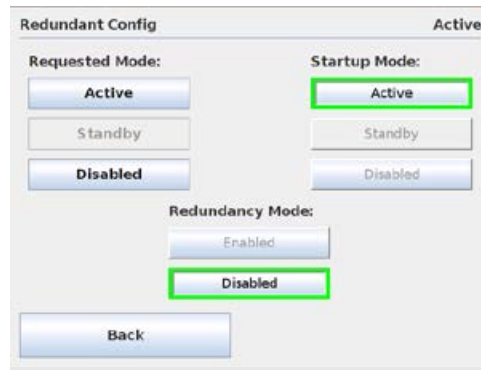 Redundant Config Active
Requested Mode: Startup Mode:
Active Active
Standby Standby
Disabled Disabled
Redundancy Mode:
Enabled
Disabled
Back